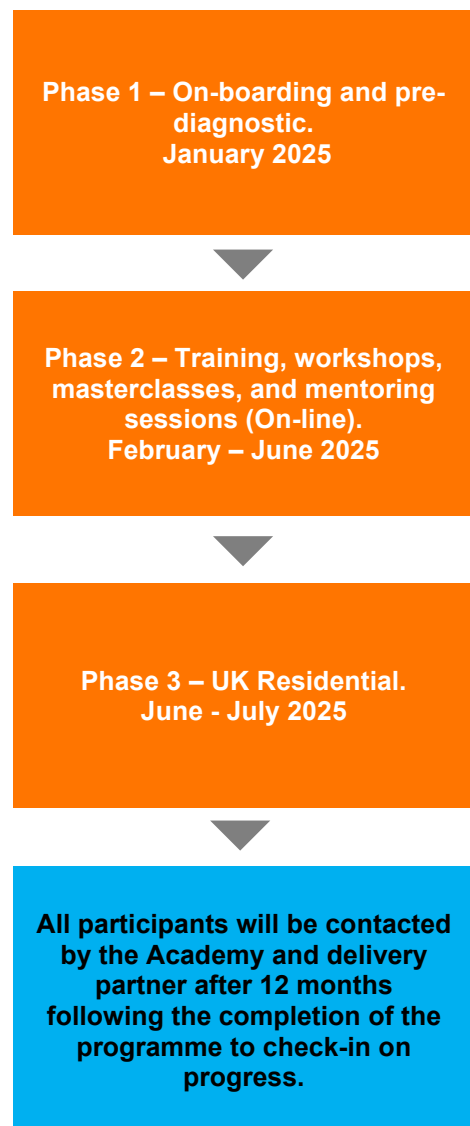 Phase 1 – On-boarding and pre-
diagnostic.
January 2025
Phase 2 – Training, workshops,
masterclasses, and mentoring
sessions (On-line).
February – June 2025
Phase 3 – UK Residential.
June - July 2025
All participants will be contacted
by the Academy and delivery
partner after 12 months
following the completion of the
programme to check-in on
progress.